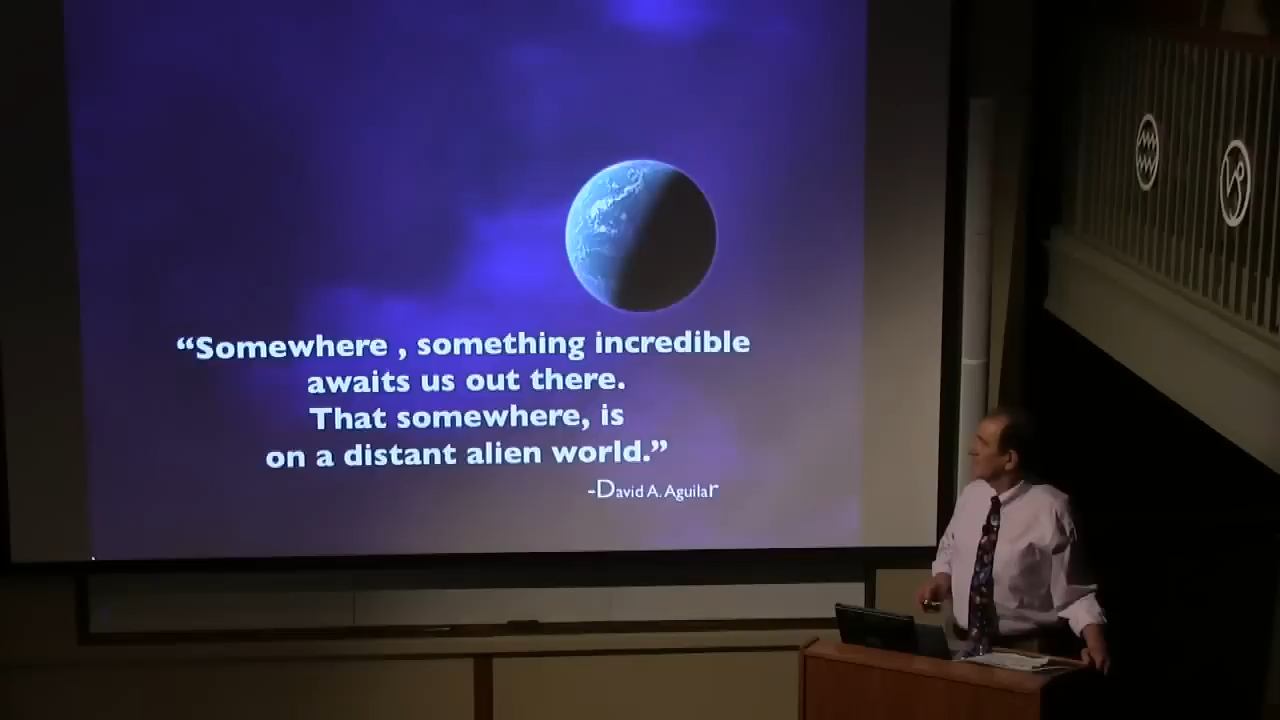 “Somewhere , something incredible
awaits us out there.
That somewhere, is
on a distant alien world.”
-David A. Aguilar